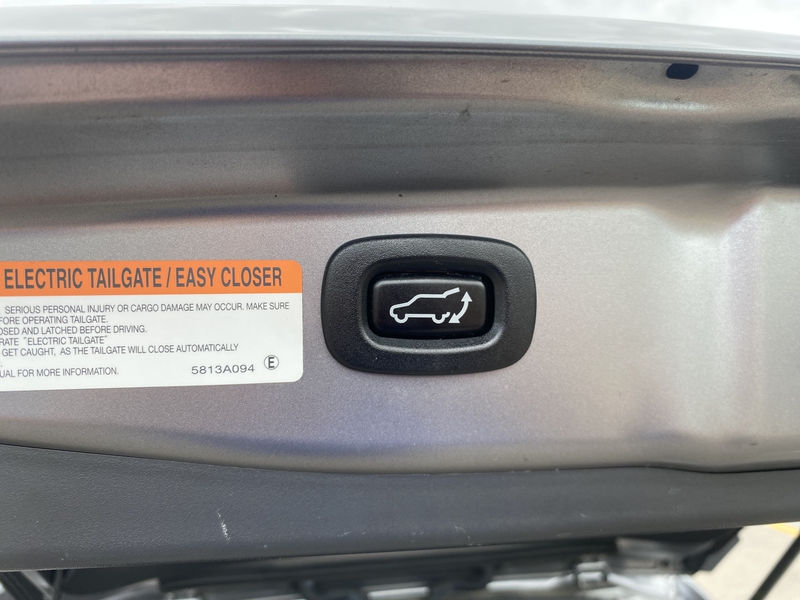 ELECTRIC TAILGATE / EASY CLOSER
SERIOUS PERSONAL INJURY OR CARGO DAMAGE MAY OCCUR. MAKE SURE
FORE OPERATING TAILGATE.
OSED AND LATCHED BEFORE DRIVING.
RATE "ELECTRIC TAILGATE"
GET CAUGHT, AS THE TAILGATE WILL CLOSE AUTOMATICALLY
UAL FOR MORE INFORMATION.
5813A094 E